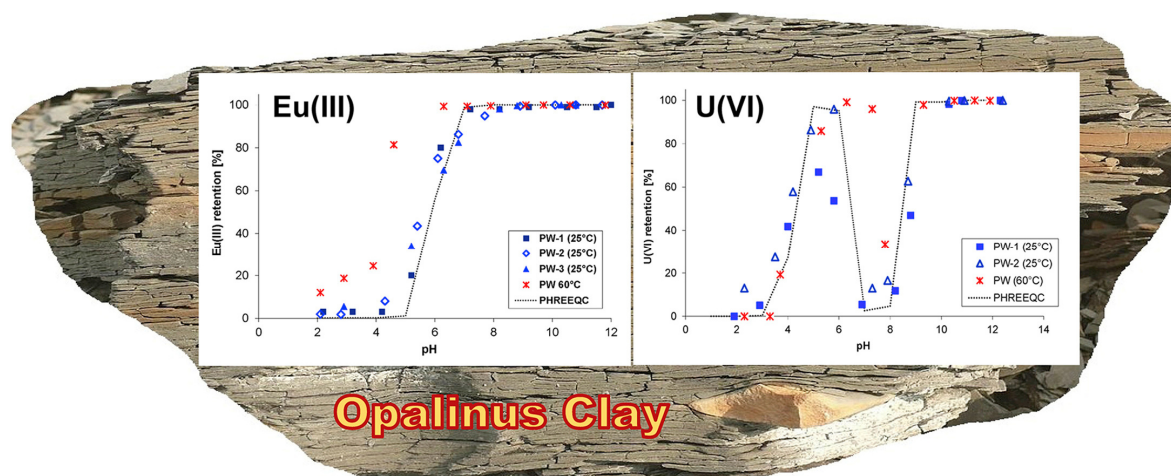 Eu(III)
Eu(III) retention [%]
100
80
60
40
20
0
0 2 4 6 8 10 12
pH
PW-1 (25°C)
PW-2 (25°C)
PW-3 (25°C)
PW 60°C
PHREEQC
U(VI)
U(VI) retention [%]
100
80
60
40
20
0
0 2 4 6 8 10 12 14
pH
PW-1 (25°C)
PW-2 (25°C)
PW (60°C)
PHREEQC
Opalinus Clay